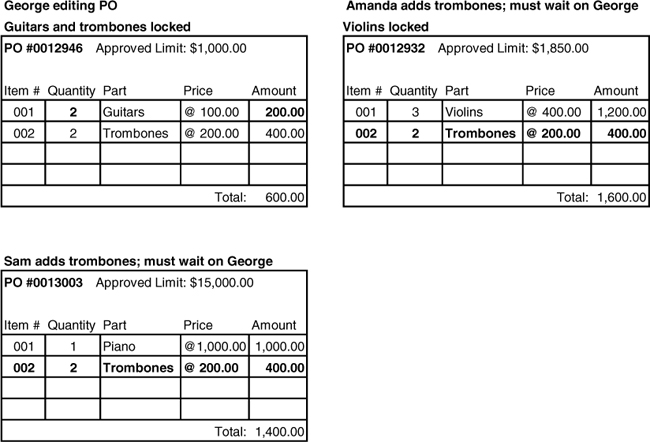 George editing PO
Guitars and trombones locked
PO #0012946 Approved Limit: $1,000.00
Item # Quantity Part Price Amount
001 2 Guitars @ 100.00 200.00
002 2 Trombones @ 200.00 400.00
Total: 600.00
Amanda adds trombones; must wait on George
Violins locked
PO #0012932 Approved Limit: $1,850.00
Item # Quantity Part Price Amount
001 3 Violins @ 400.00 1,200.00
002 2 Trombones @ 200.00 400.00
Total: 1,600.00
Sam adds trombones; must wait on George
PO #0013003 Approved Limit: $15,000.00
Item # Quantity Part Price Amount
001 1 Piano @1,000.00 1,000.00
002 2 Trombones @ 200.00 400.00
Total: 1,400.00